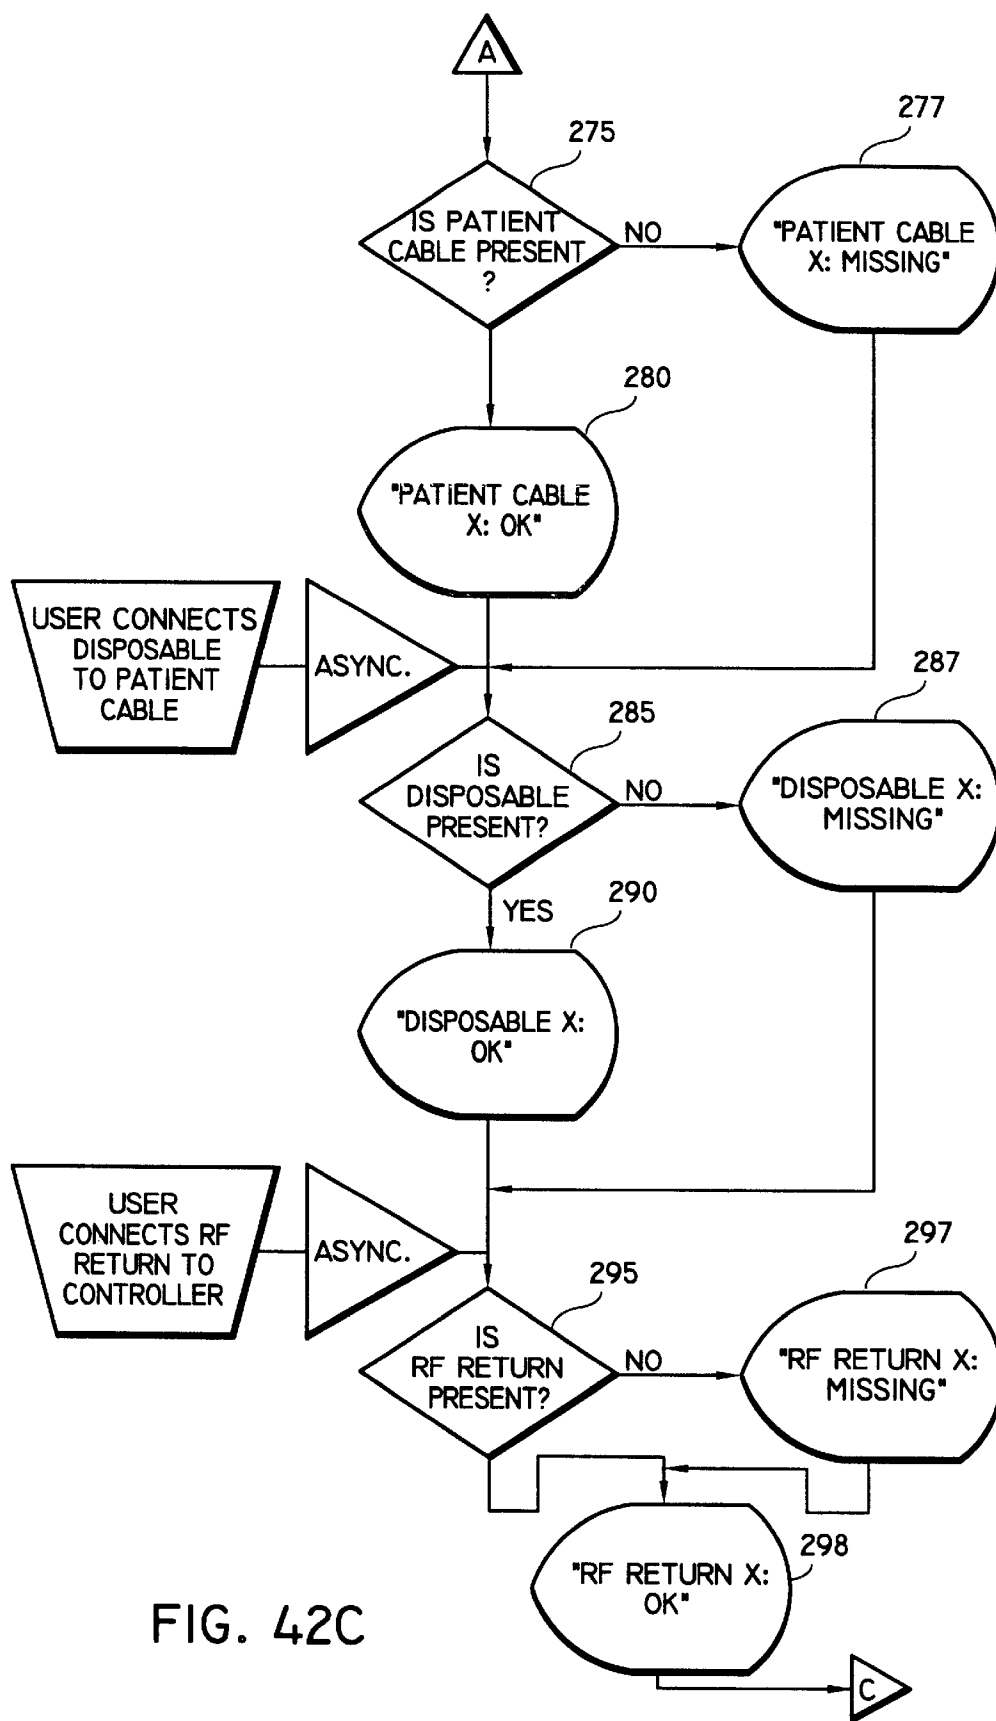 A
275
IS PATIENT
CABLE PRESENT
?
NO
277
"PATIENT CABLE
X: MISSING"
280
"PATIENT CABLE
X: OK"
USER CONNECTS
DISPOSABLE
TO PATIENT
CABLE
ASYNC.
285
IS
DISPOSABLE
PRESENT?
NO
287
"DISPOSABLE X:
MISSING"
YES
290
"DISPOSABLE X:
OK"
USER
CONNECTS RF
RETURN TO
CONTROLLER
ASYNC.
295
IS
RF RETURN
PRESENT?
NO
297
"RF RETURN X:
MISSING"
298
"RF RETURN X:
OK"
C
FIG. 42C